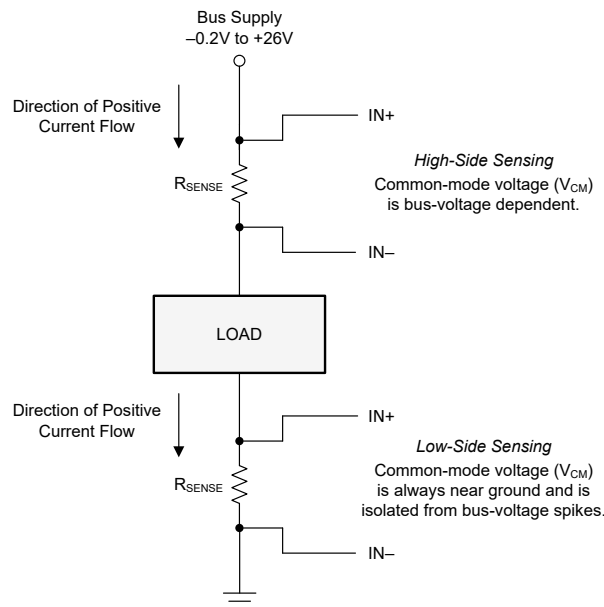 Bus Supply
–0.2V to +26V
Direction of Positive
Current Flow
IN+
RSENSE
High-Side Sensing
Common-mode voltage (VCM)
is bus-voltage dependent.
IN–
LOAD
Direction of Positive
Current Flow
IN+
RSENSE
Low-Side Sensing
Common-mode voltage (VCM)
is always near ground and is
isolated from bus-voltage spikes.
IN–